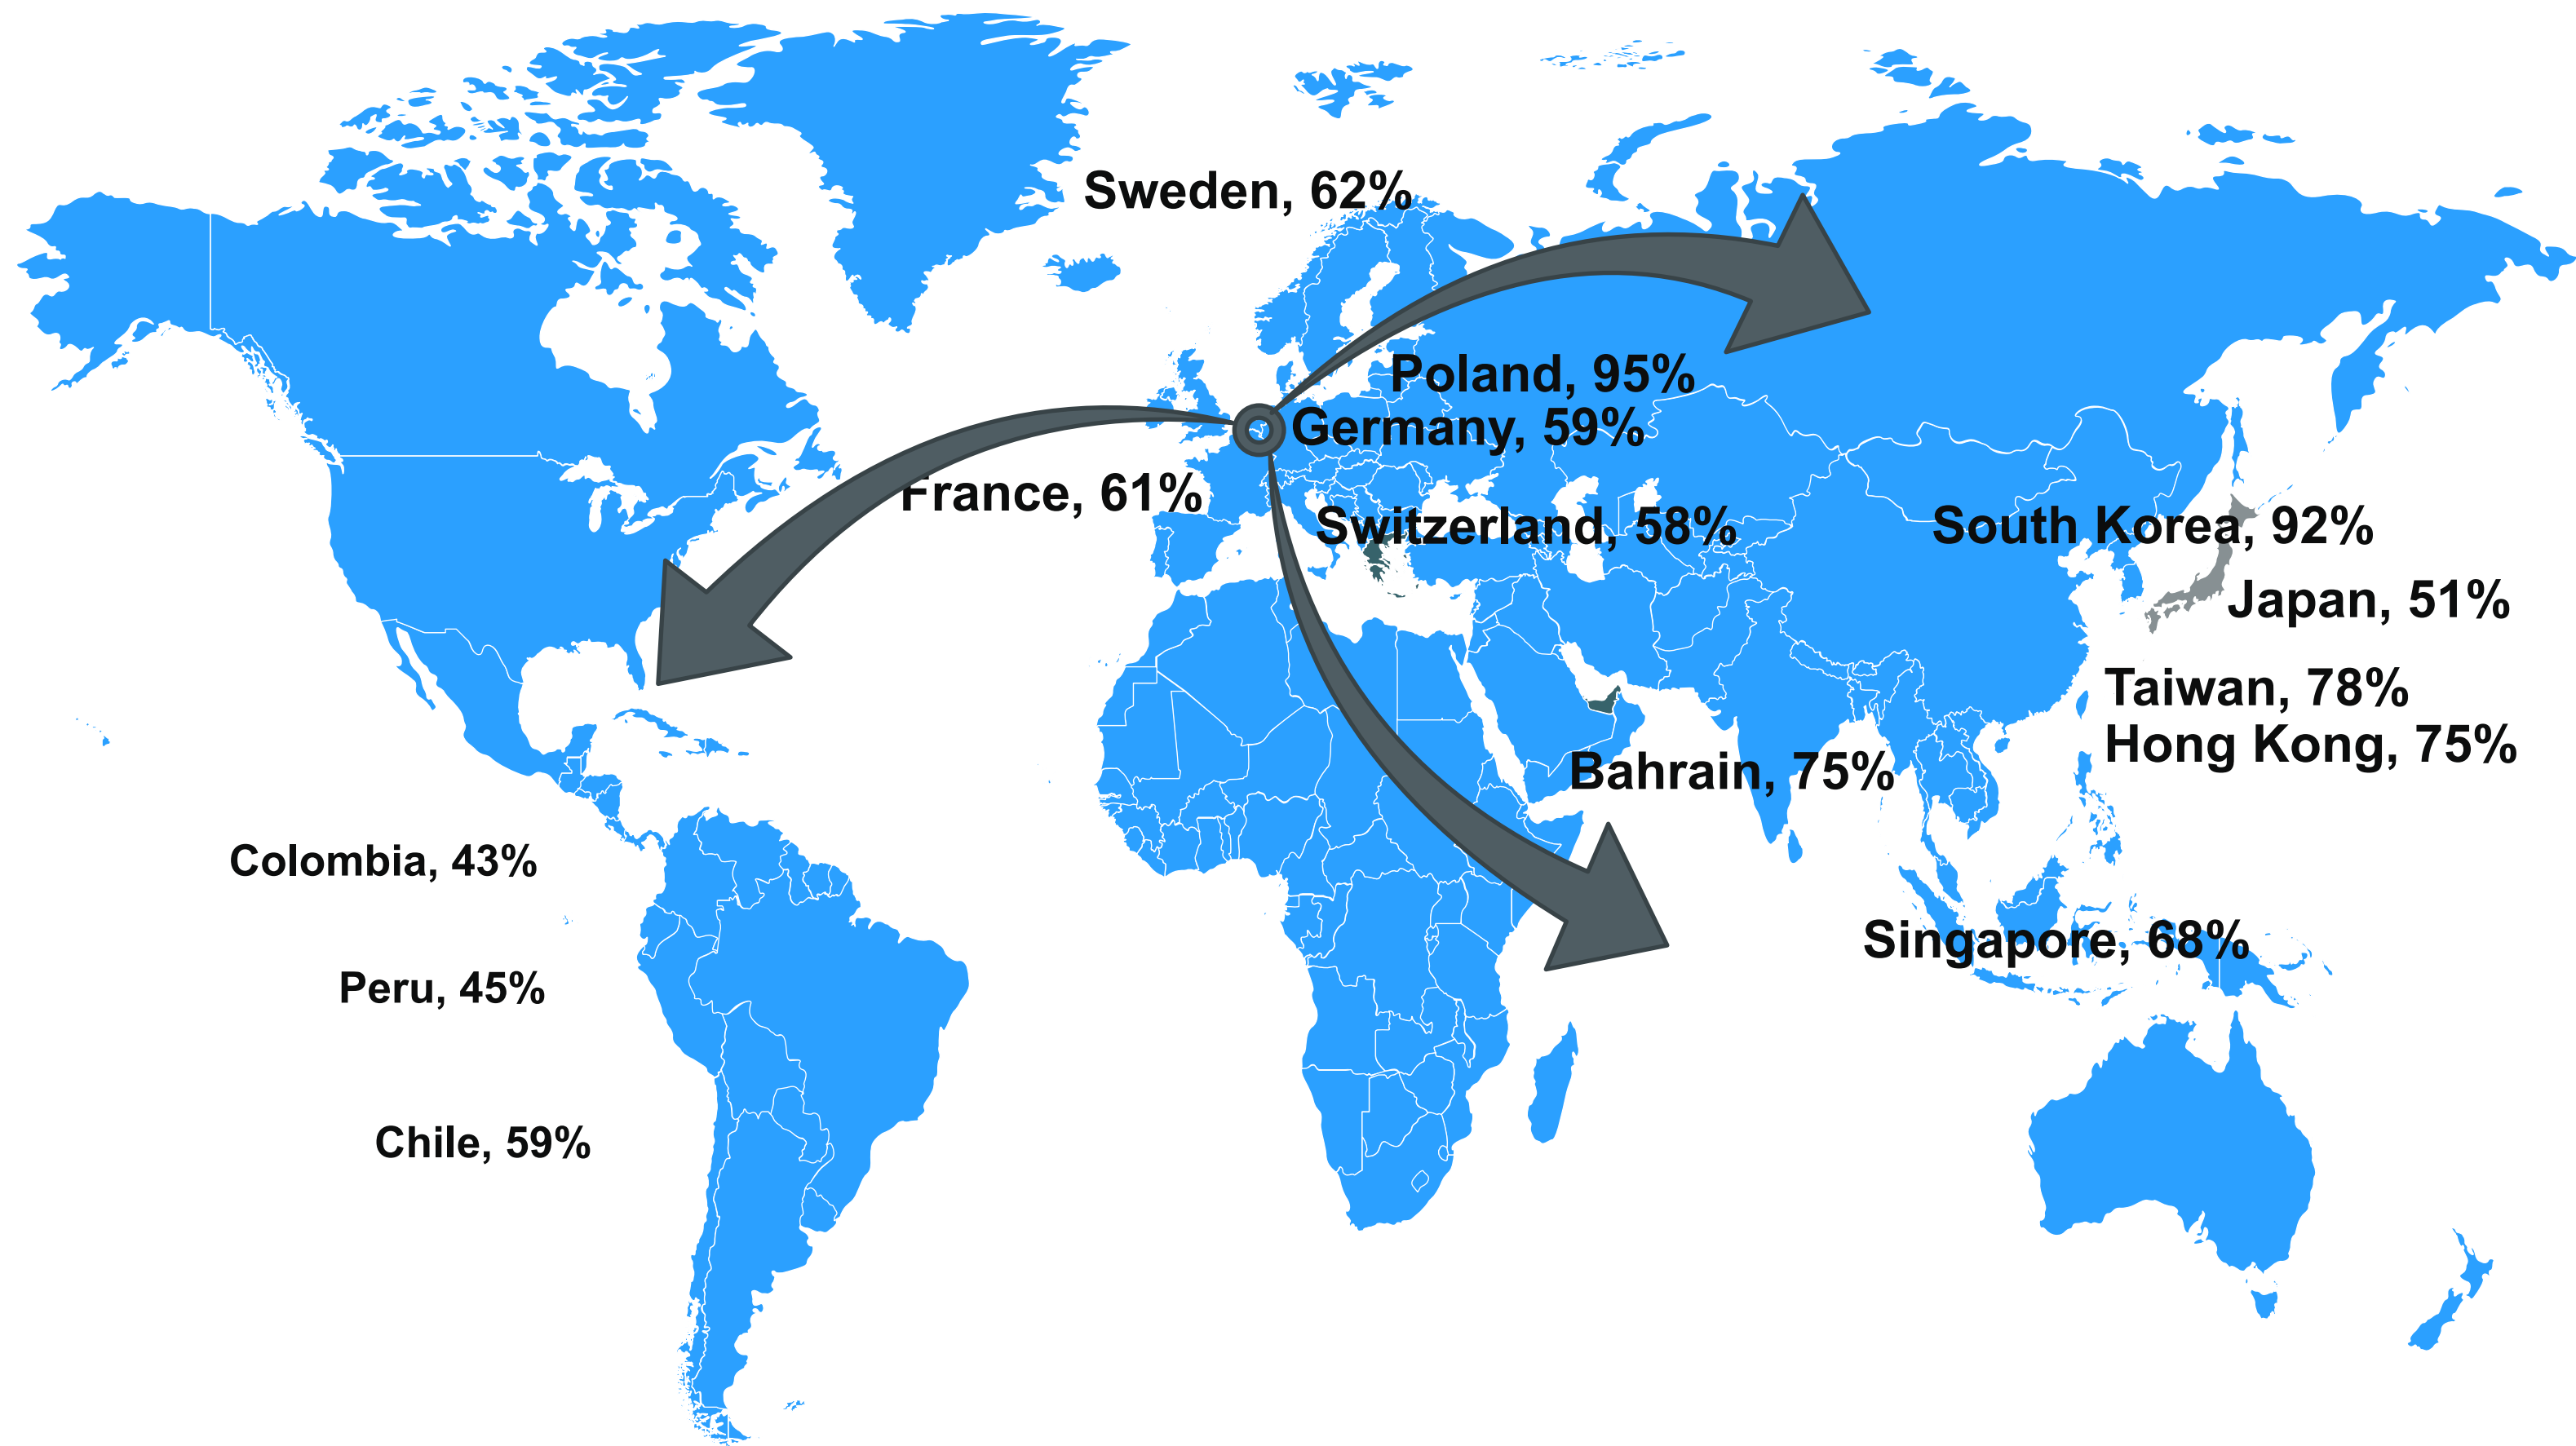 Sweden, 62%
Poland, 95%
Germany, 59%
France, 61%
Switzerland, 58%
South Korea, 92%
Japan, 51%
Taiwan, 78%
Hong Kong, 75%
Bahrain, 75%
Colombia, 43%
Singapore, 68%
Peru, 45%
Chile, 59%